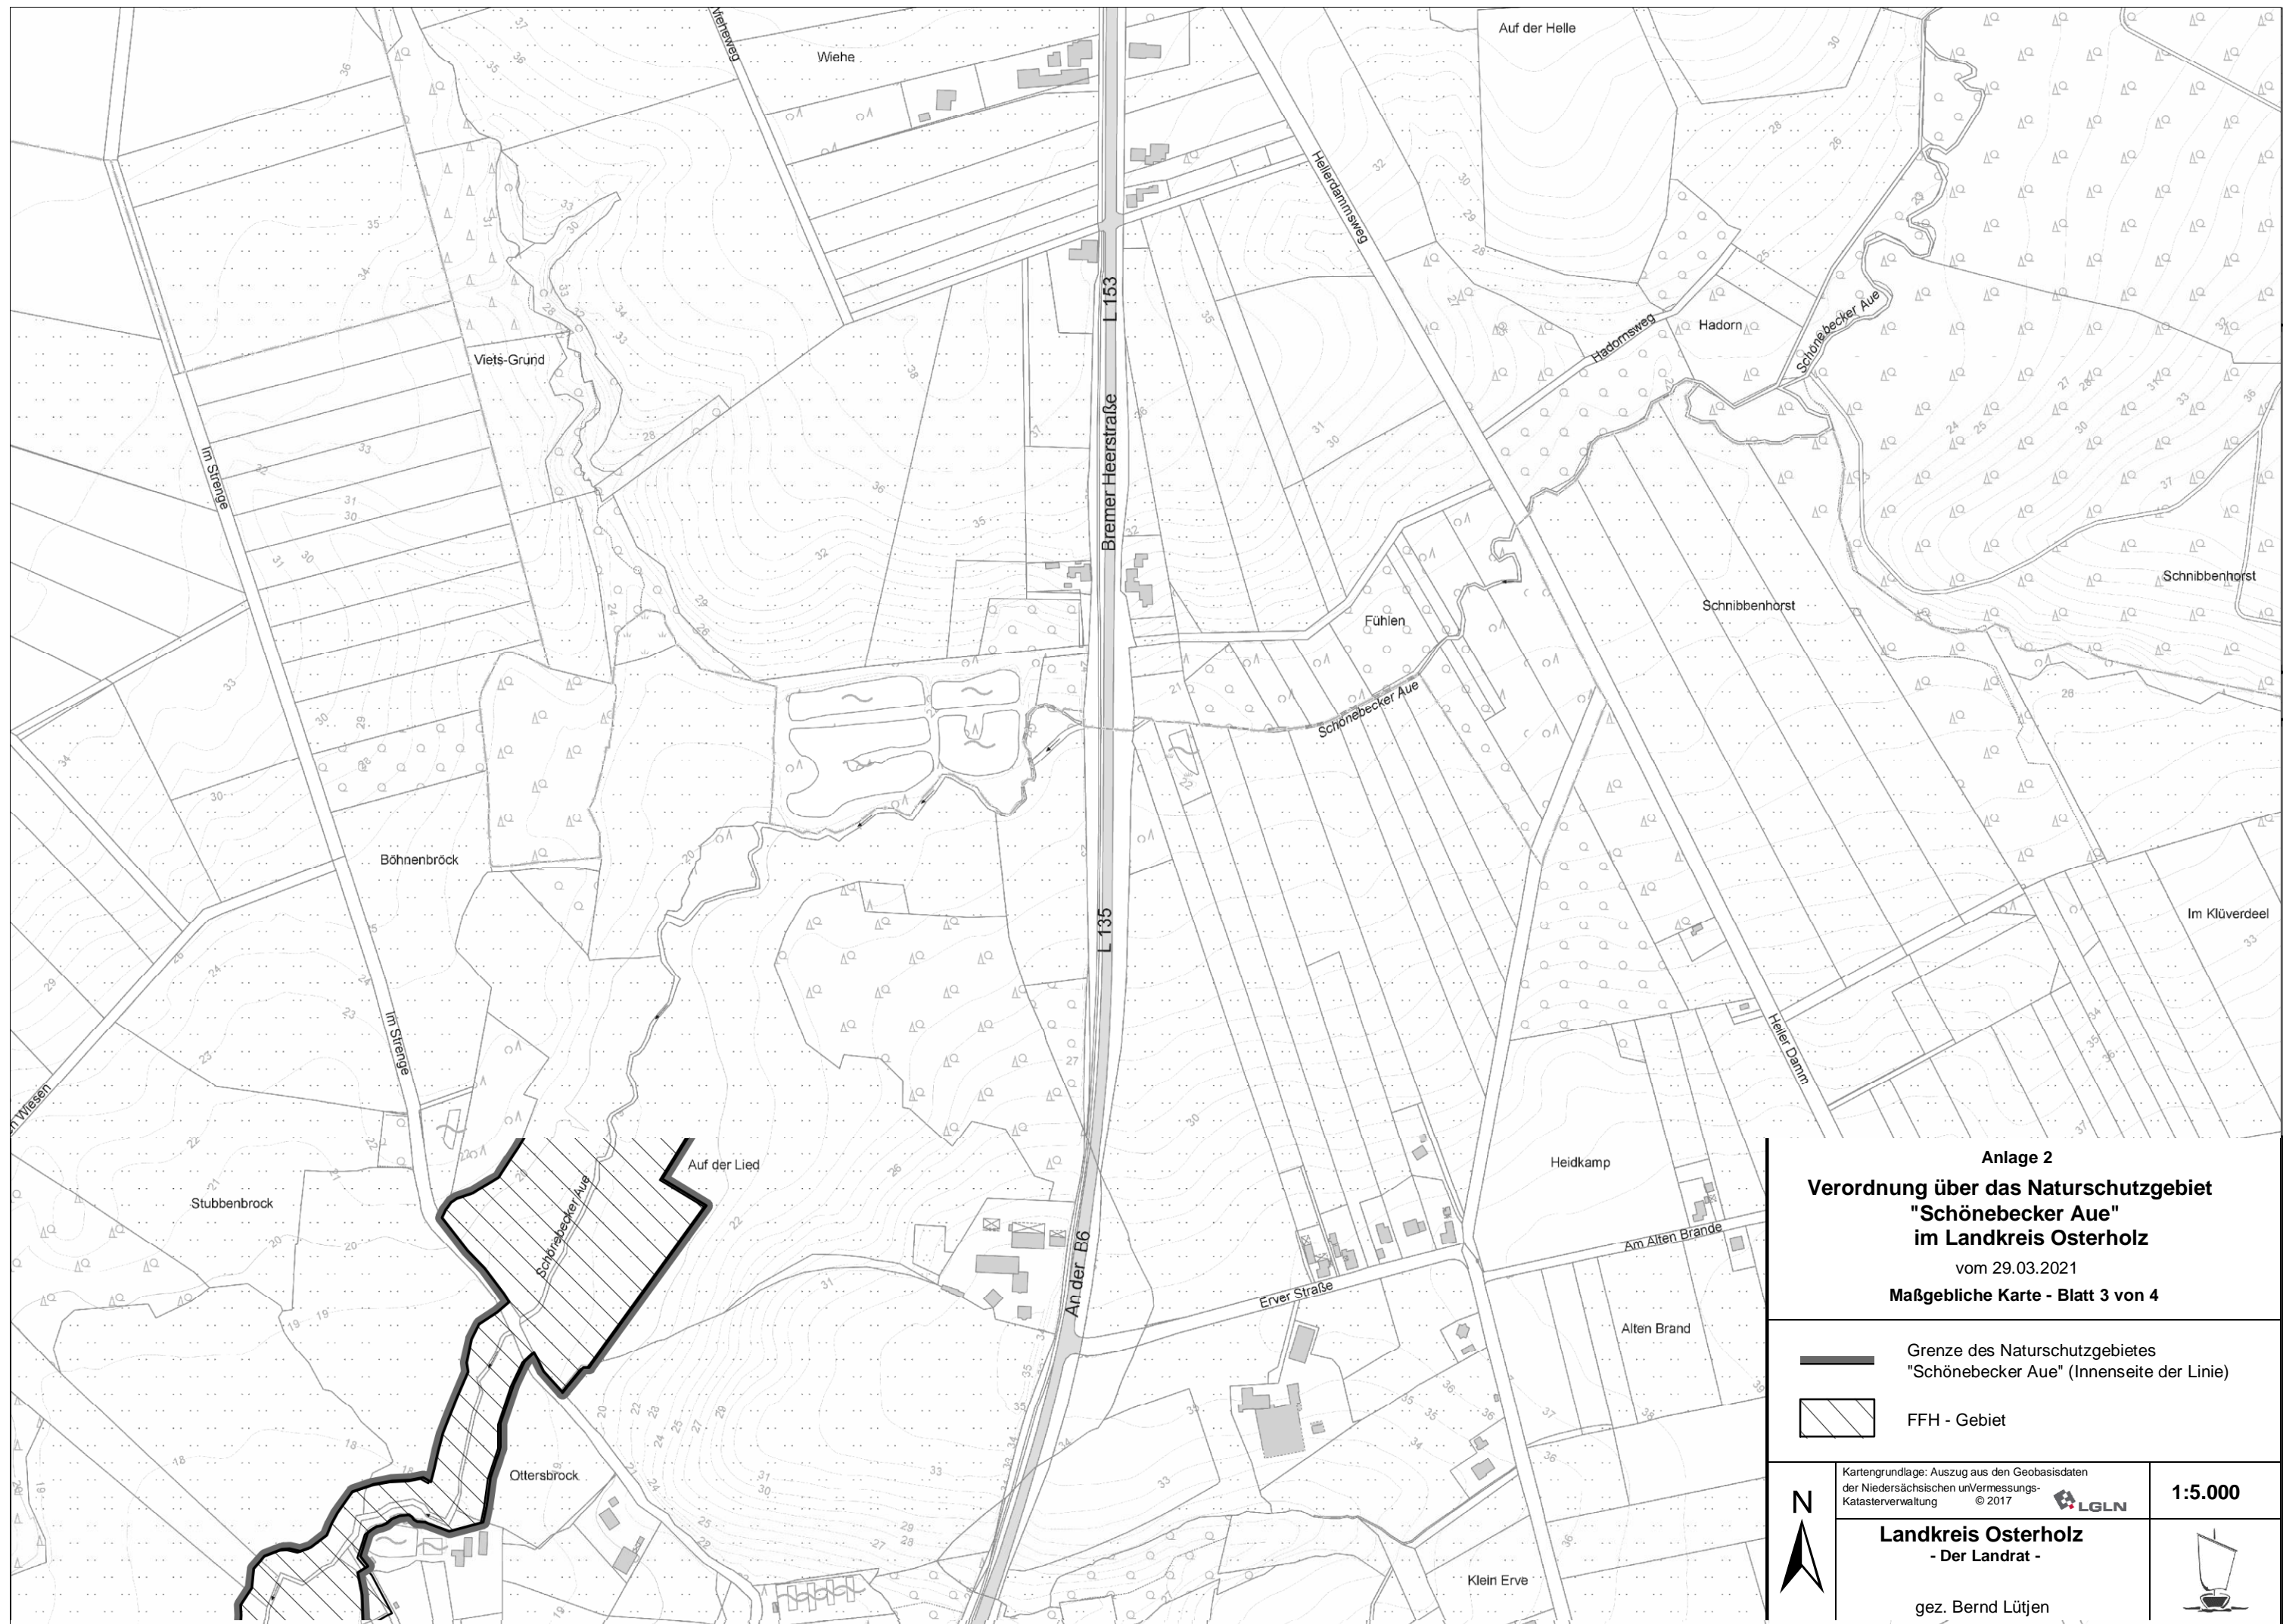 Wieheweg
Wiehe
Auf der Helle
Hellerdammsweg
L 153
Viets-Grund
Hadornsweg
Hadorn
Schönebecker Aue
Im Strenge
Bremer Heerstraße
Schnibbenhorst
Schnibbenhorst
Fühlen
Schönebecker Aue
Böhnenbröck
L 135
Im Klüverdeel
Im Strenge
Heiler Damm
n Wiesen
Auf der Lied
Heidkamp
Stubbenbrock
Schönebecker Aue
An der B6
Am Alten Brande
Erver Straße
Alten Brand
Ottersbrock
Klein Erve
Anlage 2
Verordnung über das Naturschutzgebiet
"Schönebecker Aue"
im Landkreis Osterholz
vom 29.03.2021
Maßgebliche Karte - Blatt 3 von 4
Grenze des Naturschutzgebietes
"Schönebecker Aue" (Innenseite der Linie)
FFH - Gebiet
N
Kartengrundlage: Auszug aus den Geobasisdaten
der Niedersächsischen unVermessungs-
Katasterverwaltung © 2017
LGLN
1:5.000
Landkreis Osterholz
- Der Landrat -
gez. Bernd Lütjen